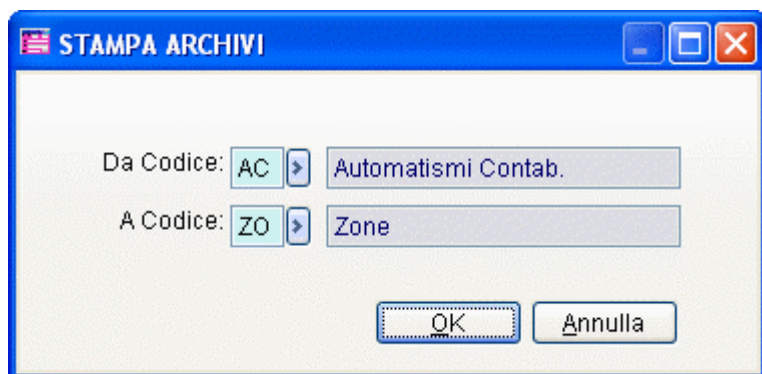 STAMPA ARCHIVI
Da Codice: AC Automatismi Contab.
A Codice: ZO Zone
OK Annulla